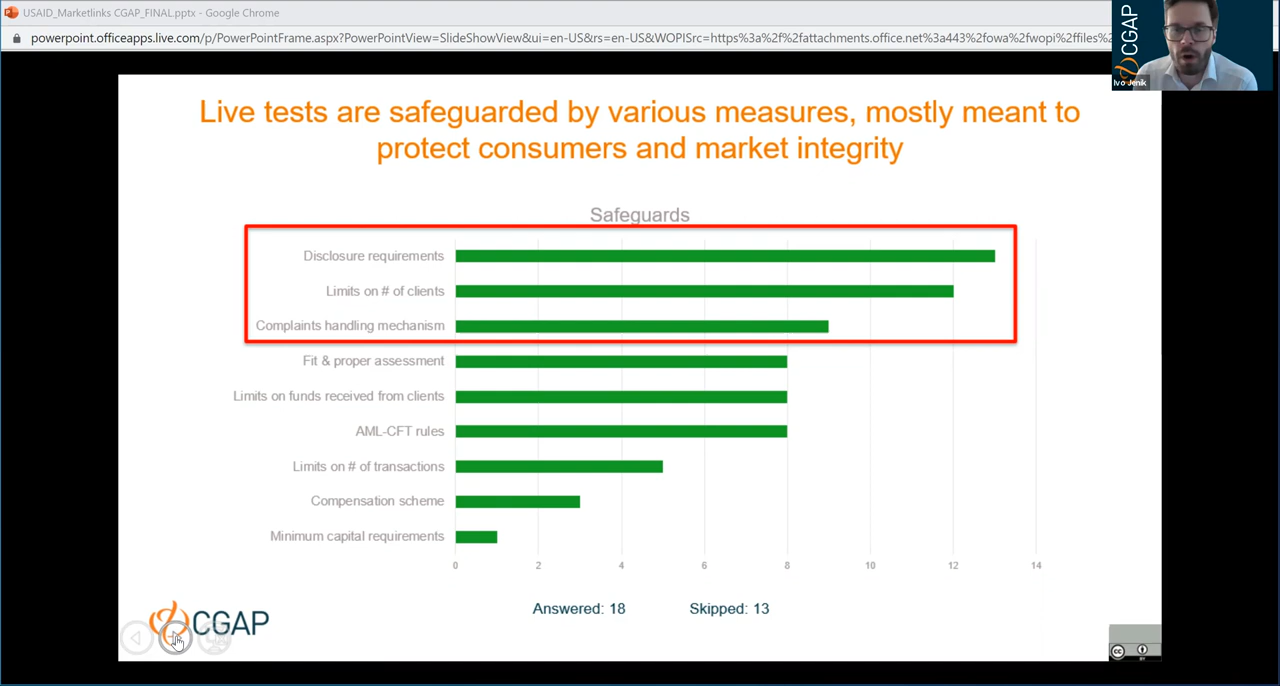 USAID_Marketlinks CGAP_FINAL.pptx - Google Chrome
powerpoint.officeapps.live.com/p/PowerPointFrame.aspx?PowerPointView=SlideShowView&ui=en-US&rs=en-US&WOPISrc=https%3a%2f%2fattachments.office.net%3a443%2fowa%2fwopi%2ffiles%2
CGAP
Ivo Jenik
Live tests are safeguarded by various measures, mostly meant to
protect consumers and market integrity
Safeguards
Disclosure requirements
Limits on # of clients
Complaints handling mechanism
Fit & proper assessment
Limits on funds received from clients
AML-CFT rules
Limits on # of transactions
Compensation scheme
Minimum capital requirements
0 2 4 6 8 10 12 14
Answered: 18 Skipped: 13
CGAP
cc
BY